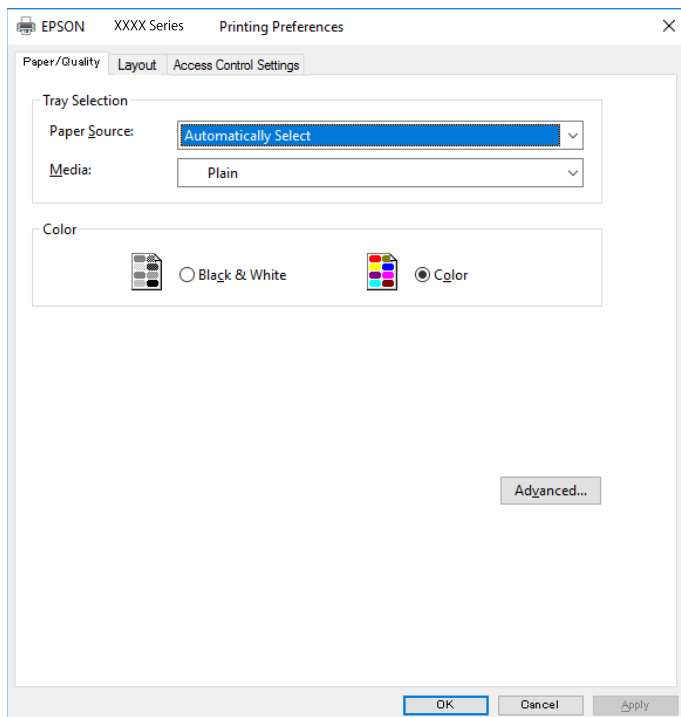 EPSON XXXX Series Printing Preferences
Paper/Quality Layout Access Control Settings
Tray Selection
Paper Source: Automatically Select
Media: Plain
Color
Black & White Color
Advanced...
OK Cancel Apply